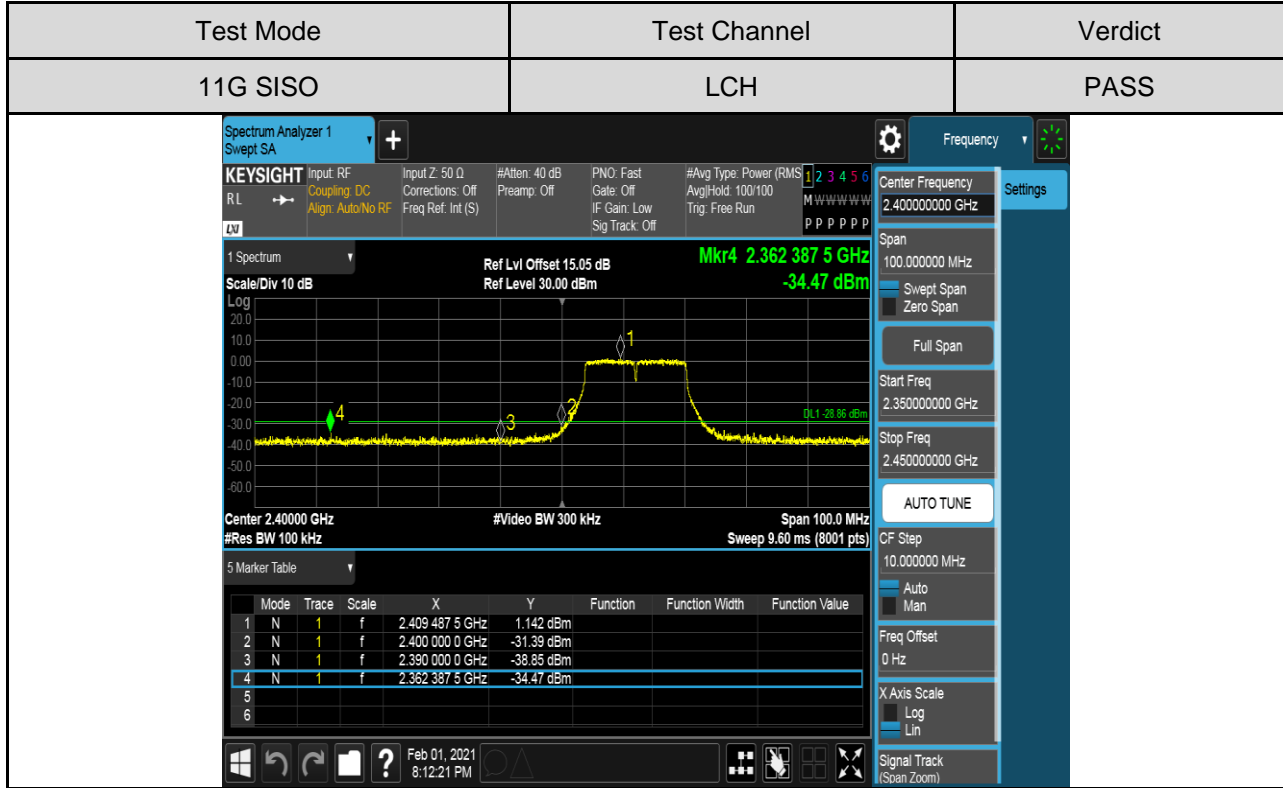 Test Mode Test Channel Verdict
11G SISO LCH PASS
Spectrum Analyzer 1
Swept SA
Frequency
KEYSIGHT Input: RF Input Z: 50 Ω #Atten: 40 dB PNO: Fast #Avg Type: Power (RMS 1 2 3 4 5 6
RL Coupling: DC Corrections: Off Preamp: Off Gate: Off Avg|Hold: 100/100 M W W W W W
Align: Auto/No RF Freq Ref: Int (S) IF Gain: Low Trig: Free Run
LXI Sig Track: Off P P P P P P
1 Spectrum
Ref Lvl Offset 15.05 dB Mkr4 2.362 387 5 GHz
Scale/Div 10 dB Ref Level 30.00 dBm -34.47 dBm
Log
20.0
10.0
0.00
-10.0
-20.0
-30.0
-40.0
-50.0
-60.0
1
2
3
4
DL1 -28.86 dBm
Center 2.40000 GHz #Video BW 300 kHz Span 100.0 MHz
#Res BW 100 kHz Sweep 9.60 ms (8001 pts)
5 Marker Table
Mode Trace Scale X Y Function Function Width Function Value
1 N 1 f 2.409 487 5 GHz 1.142 dBm
2 N 1 f 2.400 000 0 GHz -31.39 dBm
3 N 1 f 2.390 000 0 GHz -38.85 dBm
4 N 1 f 2.362 387 5 GHz -34.47 dBm
5
6
? Feb 01, 2021
8:12:21 PM
Center Frequency
2.400000000 GHz
Settings
Span
100.000000 MHz
Swept Span
Zero Span
Full Span
Start Freq
2.350000000 GHz
Stop Freq
2.450000000 GHz
AUTO TUNE
CF Step
10.000000 MHz
Auto
Man
Freq Offset
0 Hz
X Axis Scale
Log
Lin
Signal Track
(Span Zoom)